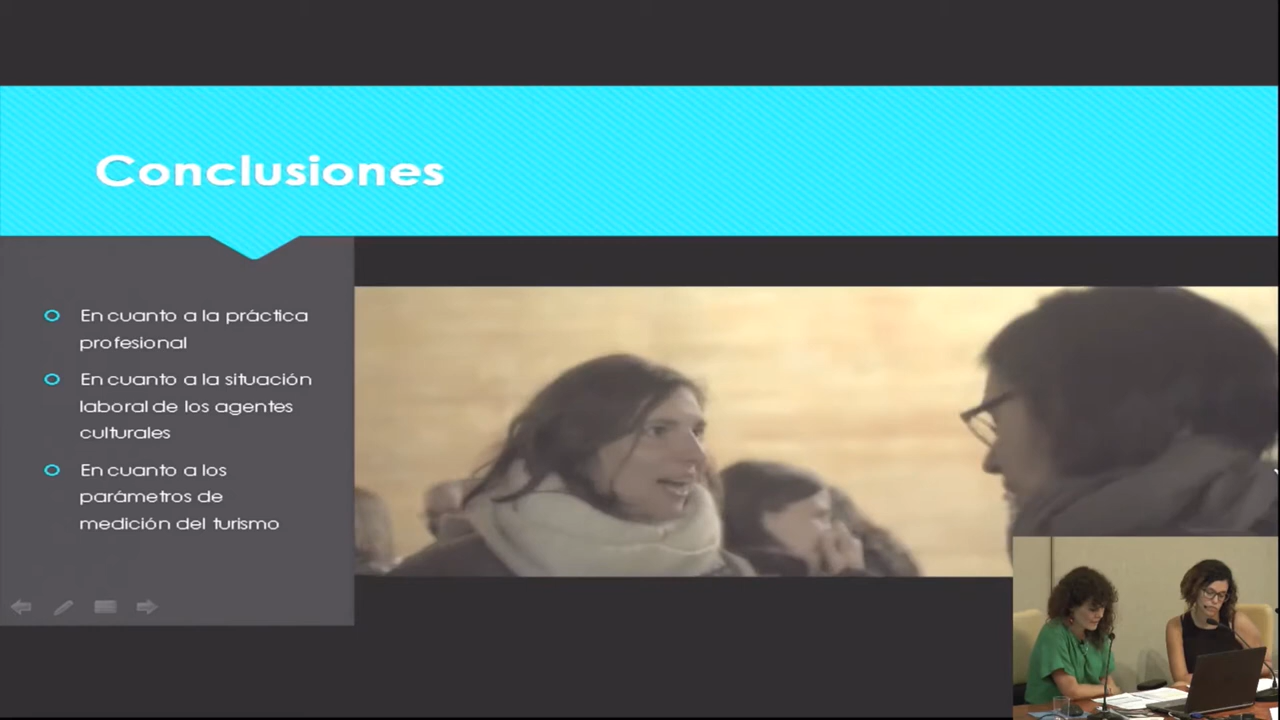 Conclusiones
En cuanto a la práctica
profesional
En cuanto a la situación
laboral de los agentes
culturales
En cuanto a los
parámetros de
medición del turismo